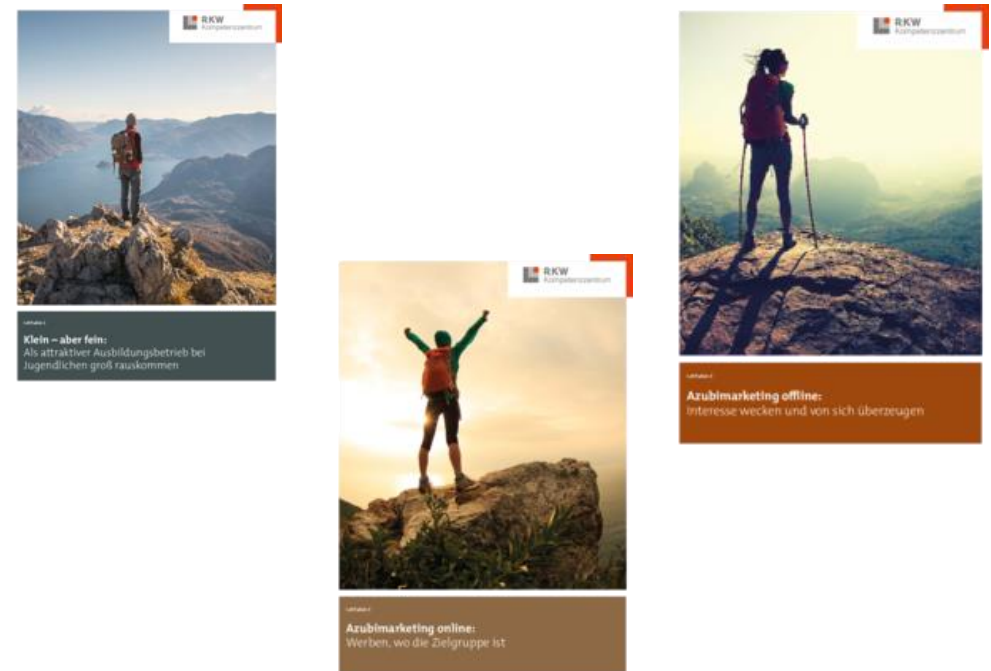 RKW
Kompetenzzentrum
Klein – aber fein:
Als attraktiver Ausbildungsbetrieb bei
Jugendlichen groß rauskommen
RKW
Kompetenzzentrum
Azubimarketing online:
Werben, wo die Zielgruppe ist
RKW
Kompetenzzentrum
Azubimarketing offline:
Interesse wecken und von sich überzeugen